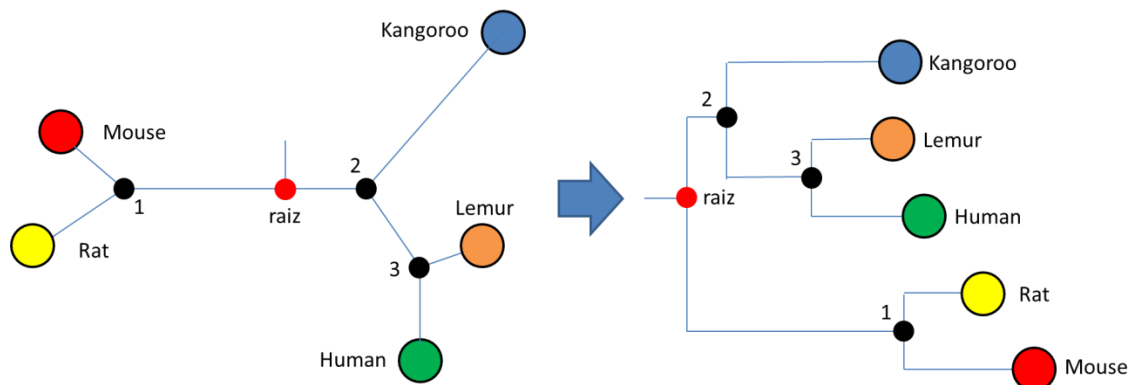 Kangoroo
Mouse
1
Rat
raiz
2
Lemur
3
Human
Kangoroo
2
Lemur
3
raiz
Human
Rat
1
Mouse